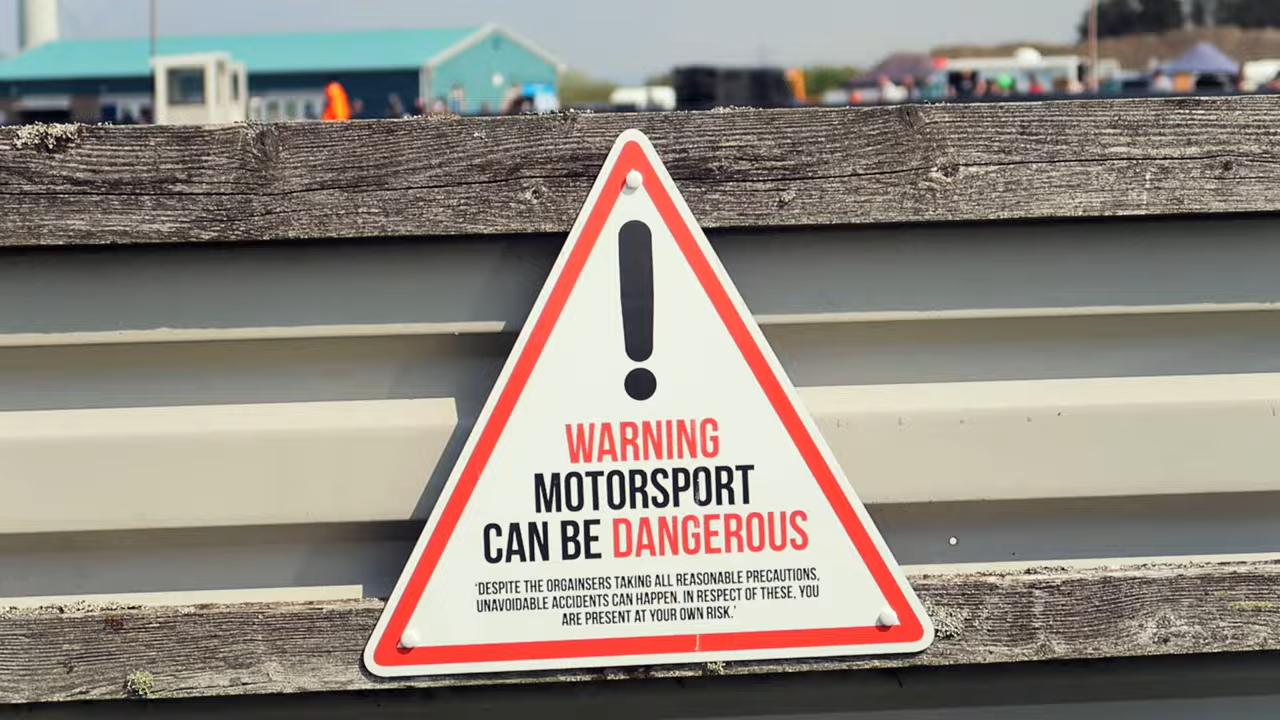 WARNING
MOTORSPORT
CAN BE DANGEROUS
'DESPITE THE ORGAINSERS TAKING ALL REASONABLE PRECAUTIONS,
UNAVOIDABLE ACCIDENTS CAN HAPPEN. IN RESPECT OF THESE, YOU
ARE PRESENT AT YOUR OWN RISK.'